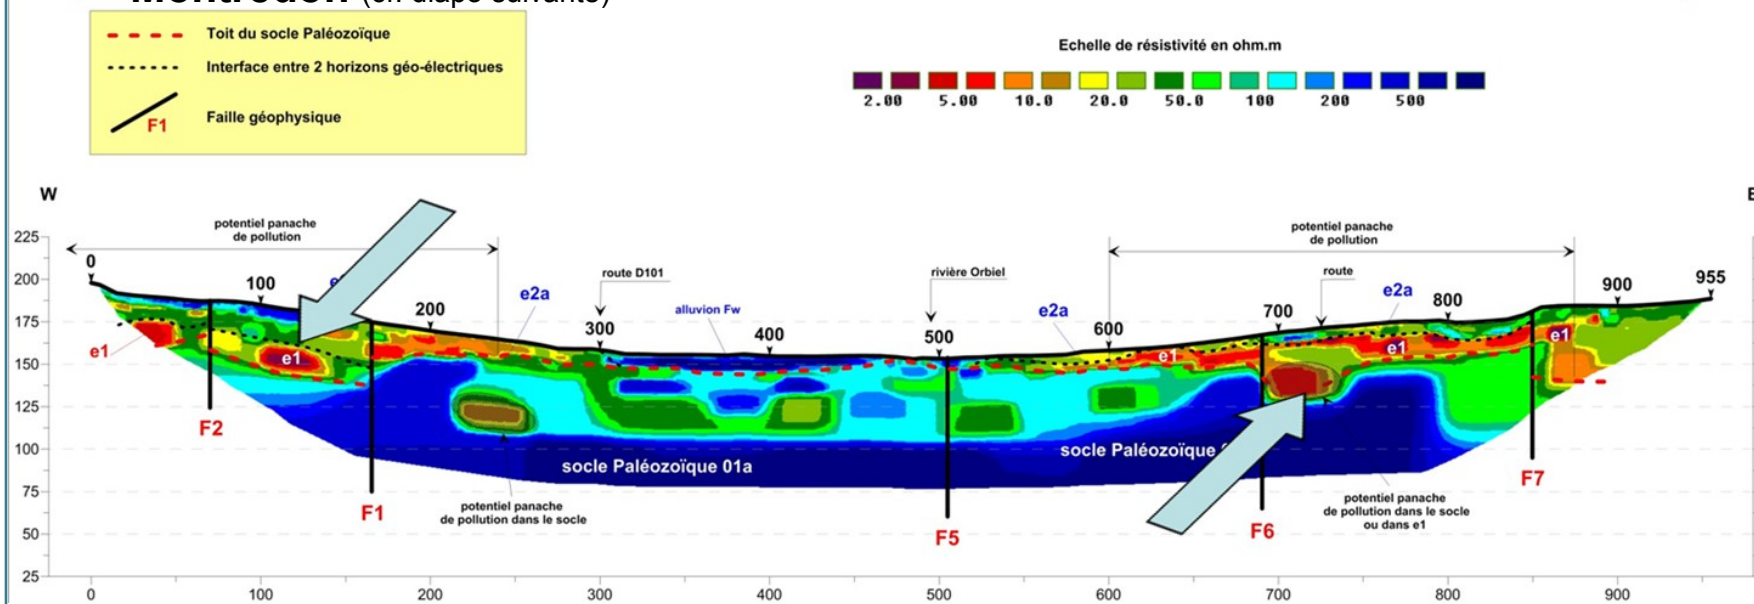 (en diapo suivante)
Toit du socle Paléozoïque
Interface entre 2 horizons géo-électriques
F1
Faille géophysique
Echelle de résistivité en ohm.m
2.00 5.00 10.0 20.0 50.0 100 200 500
W
E
potentiel panache
de pollution
potentiel panache
de pollution
route D101
rivière Orbiel
route
e2a
alluvion Fw
e2a
e2a
0 100 200 300 400 500 600 700 800 900 955
225
200
175
150
125
100
75
50
25
e1
e1
e1
e1
e1
F2
F1
F5
F6
F7
socle Paléozoïque 01a
socle Paléozoïque
potentiel panache
de pollution dans le socle
potentiel panache
de pollution dans le socle
ou dans e1
0 100 200 300 400 500 600 700 800 900